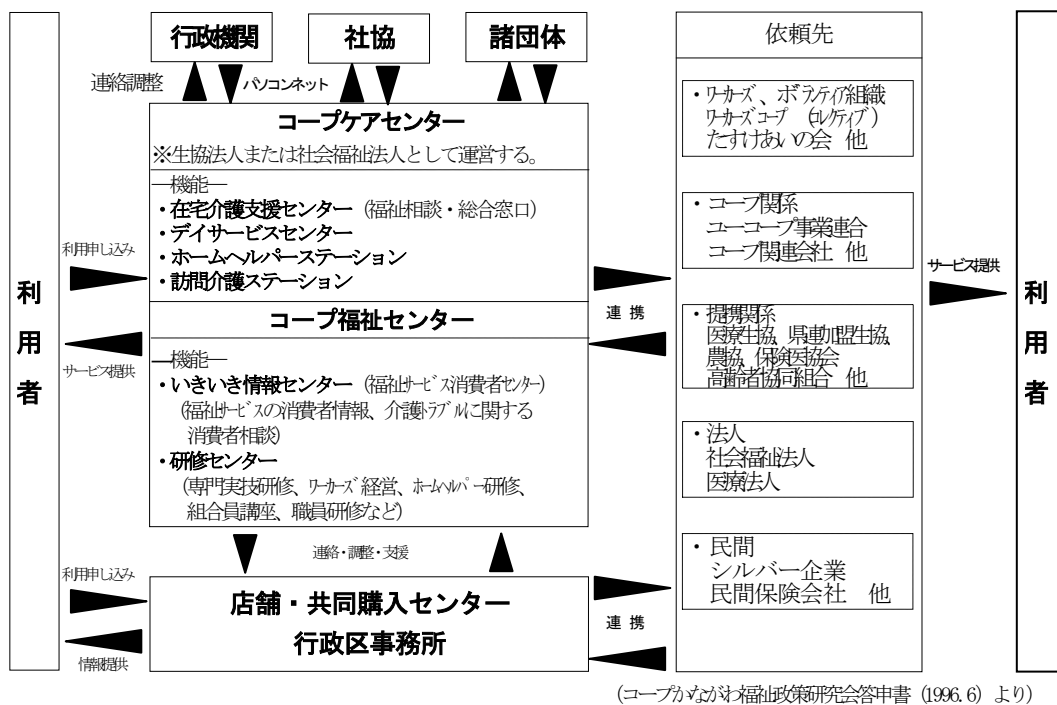 行政機関
社協
諸団体
連絡調整
パソコンネット
コープケアセンター
※生協法人または社会福祉法人として運営する。
―機能―
・在宅介護支援センター（福祉相談・総合窓口）
・デイサービスセンター
・ホームヘルパーステーション
・訪問介護ステーション
コープ福祉センター
―機能―
・いきいき情報センター（福祉サービス消費者センター）
（福祉サービスの消費者情報、介護トラブルに関する
消費者相談）
・研修センター
（専門実技研修、ワーカーズ経営、ホームヘルパー研修、
組合員講座、職員研修など）
連絡・調整・支援
店舗・共同購入センター
行政区事務所
利用者
利用申し込み
サービス提供
利用申し込み
情報提供
連携
連携
依頼先
・ワーカーズ、ボランティア組織
ワーカーズコープ（コレクティブ）
たすけあいの会 他
・コープ関係
ユーコープ事業連合
コープ関連会社 他
・提携関係
医療生協、県連加盟生協、
農協、保険医協会
高齢者協同組合 他
・法人
社会福祉法人
医療法人
・民間
シルバー企業
民間保険会社 他
サービス提供
利用者
（コープかながわ福祉政策研究会答申書（1996.6）より）